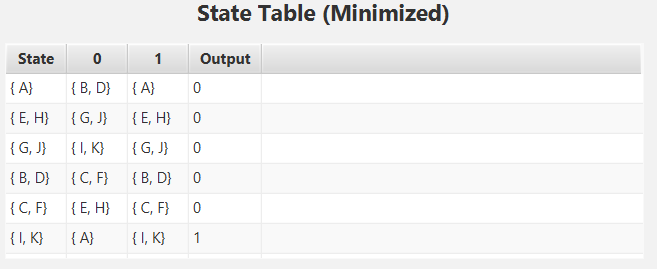 State Table (Minimized)
State 0 1 Output
{ A} { B, D} { A} 0
{ E, H} { G, J} { E, H} 0
{ G, J} { I, K} { G, J} 0
{ B, D} { C, F} { B, D} 0
{ C, F} { E, H} { C, F} 0
{ I, K} { A} { I, K} 1